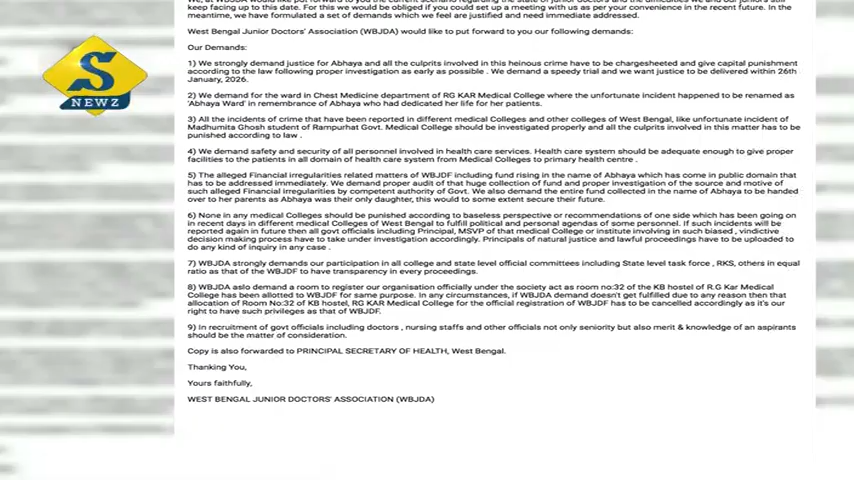 We, at WBJDA would like put forward to you the current scenario regarding the state of junior doctors and the difficulties we and our juniors still
keep facing up to this date. For this we would be obliged if you could set up a meeting with us as per your convenience in the recent future. In the
meantime, we have formulated a set of demands which we feel are justified and need immediate addressed.
West Bengal Junior Doctors' Association (WBJDA) would like to put forward to you our following demands:
Our Demands:
1) We strongly demand justice for Abhaya and all the culprits involved in this heinous crime have to be chargesheeted and give capital punishment
according to the law following proper investigation as early as possible . We demand a speedy trial and we want justice to be delivered within 26th
January, 2026.
2) We demand for the ward in Chest Medicine department of RG KAR Medical College where the unfortunate incident happened to be renamed as
'Abhaya Ward' in remembrance of Abhaya who had dedicated her life for her patients.
3) All the incidents of crime that have been reported in different medical Colleges and other colleges of West Bengal, like unfortunate incident of
Madhumita Ghosh student of Rampurhat Govt. Medical College should be investigated properly and all the culprits involved in this matter has to be
punished according to law .
4) We demand safety and security of all personnel involved in health care services. Health care system should be adequate enough to give proper
facilities to the patients in all domain of health care system from Medical Colleges to primary health centre .
5) The alleged Financial irregularities related matters of WBJDF including fund rising in the name of Abhaya which has come in public domain that
has to be addressed immediately. We demand proper audit of that huge collection of fund and proper investigation of the source and motive of
such alleged Financial irregularities by competent authority of Govt. We also demand the entire fund collected in the name of Abhaya to be handed
over to her parents as Abhaya was their only daughter, this would to some extent secure their future.
6) None in any medical Colleges should be punished according to baseless perspective or recommendations of one side which has been going on
in recent days in different medical Colleges of West Bengal to fulfill political and personal agendas of some personnel. If such incidents will be
reported again in future then all govt officials including Principal, MSVP of that medical College or institute involving in such biased , vindictive
decision making process have to take under investigation accordingly. Principals of natural justice and lawful proceedings have to be uploaded to
do any kind of inquiry in any case .
7) WBJDA strongly demands our participation in all college and state level official committees including State level task force , RKS, others in equal
ratio as that of the WBJDF to have transparency in every proceedings.
8) WBJDA aslo demand a room to register our organisation officially under the society act as room no:32 of the KB hostel of R.G Kar Medical
College has been allotted to WBJDF for same purpose. In any circumstances, if WBJDA demand doesn't get fulfilled due to any reason then that
allocation of Room No:32 of KB hostel, RG KAR Medical College for the official registration of WBJDF has to be cancelled accordingly as it's our
right to have such privileges as that of WBJDF.
9) In recruitment of govt officials including doctors , nursing staffs and other officials not only seniority but also merit & knowledge of an aspirants
should be the matter of consideration.
Copy is also forwarded to PRINCIPAL SECRETARY OF HEALTH, West Bengal.
Thanking You,
Yours faithfully,
WEST BENGAL JUNIOR DOCTORS' ASSOCIATION (WBJDA)
S
NEWZ